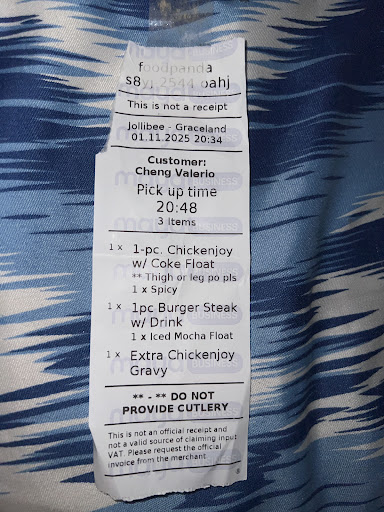 foodpanda
This is not a receipt
Jollibee - Graceland
01.11.2025 20:34
Customer:
Cheng Valerio
Pick up time
20:48
3 Items
1 x 1-pc. Chickenjoy
w/ Coke Float
** Thigh or leg po pls
1 x Spicy
1 x 1pc Burger Steak
w/ Drink
1 x Iced Mocha Float
1 x Extra Chickenjoy
Gravy
** - ** DO NOT
PROVIDE CUTLERY
This is not an official receipt and
not a valid source of claiming input
VAT. Please request the official
invoice from the merchant